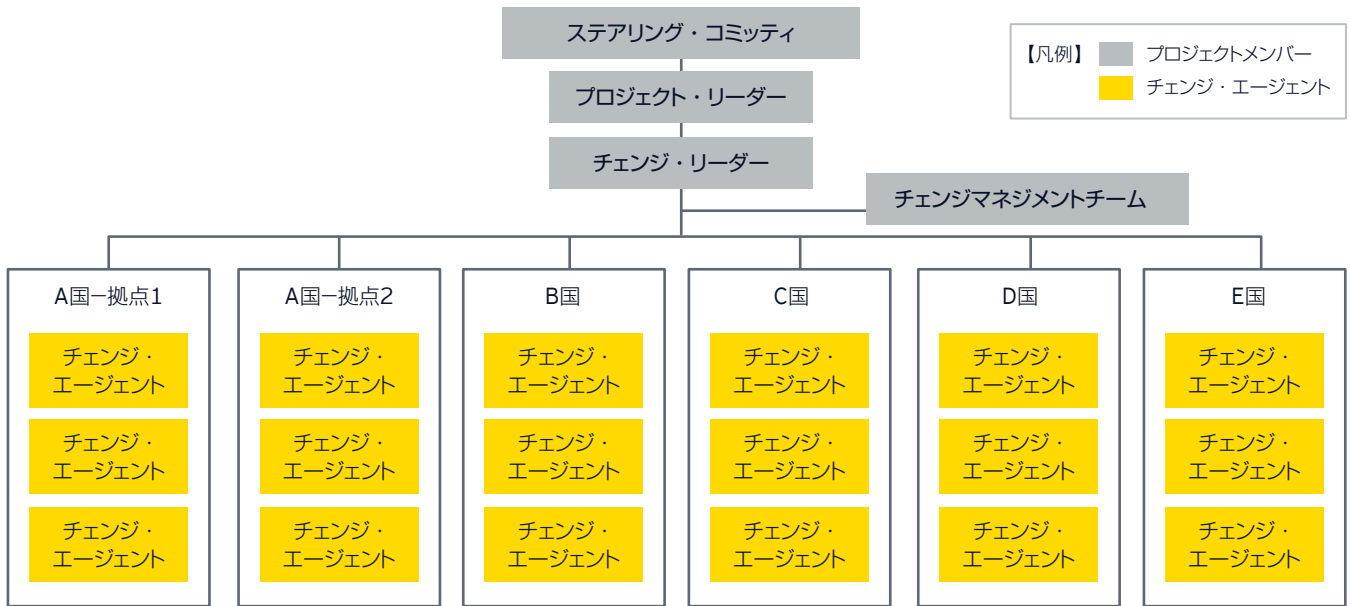 ステアリング・コミッティ
プロジェクト・リーダー
チェンジ・リーダー
チェンジマネジメントチーム
【凡例】
プロジェクトメンバー
チェンジ・エージェント
A国−拠点1
チェンジ・
エージェント
チェンジ・
エージェント
チェンジ・
エージェント
A国−拠点2
チェンジ・
エージェント
チェンジ・
エージェント
チェンジ・
エージェント
B国
チェンジ・
エージェント
チェンジ・
エージェント
チェンジ・
エージェント
C国
チェンジ・
エージェント
チェンジ・
エージェント
チェンジ・
エージェント
D国
チェンジ・
エージェント
チェンジ・
エージェント
チェンジ・
エージェント
E国
チェンジ・
エージェント
チェンジ・
エージェント
チェンジ・
エージェント